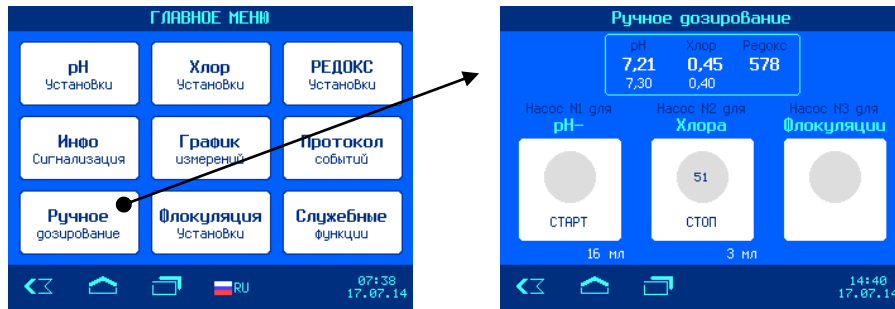 ГЛАВНОЕ МЕНЮ
pH
Установки
Хлор
Установки
РЕДОКС
Установки
Инфо
Сигнализация
График
измерений
Протокол
событий
Ручное
дозирование
Флокуляция
Установки
Служебные
функции
RU
07:38
17.07.14
Ручное дозирование
pH Хлор Редокс
7,21 0,45 578
7,30 0,40
Насос N1 для
pH-
Насос N2 для
Хлора
Насос N3 для
Флокуляции
СТАРТ
51
СТОП
16 мл
3 мл
14:40
17.07.14